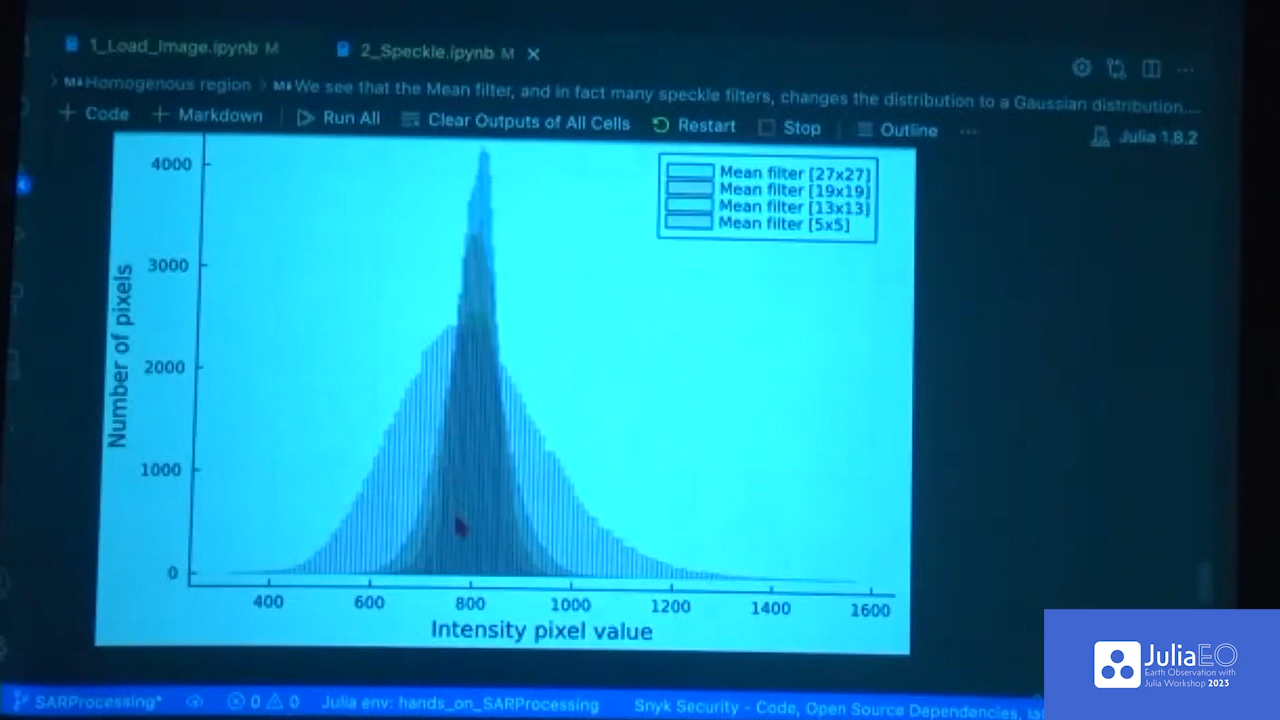 1_Load_Image.ipynb M
2_Speckle.ipynb M
Homogenous region > We see that the Mean filter, and in fact many speckle filters, changes the distribution to a Gaussian distribution....
+ Code + Markdown Run All Clear Outputs of All Cells Restart Stop Outline ...
Julia 1.8.2
Mean filter [27x27]
Mean filter [19x19]
Mean filter [13x13]
Mean filter [5x5]
Number of pixels
4000
3000
2000
1000
0
400 600 800 1000 1200 1400 1600
Intensity pixel value
SARProcessing* 0 0 Julia env: hands_on_SARProcessing Snyk Security - Code, Open Source Dependencies,
JuliaEO
Earth Observation with
Julia Workshop 2023